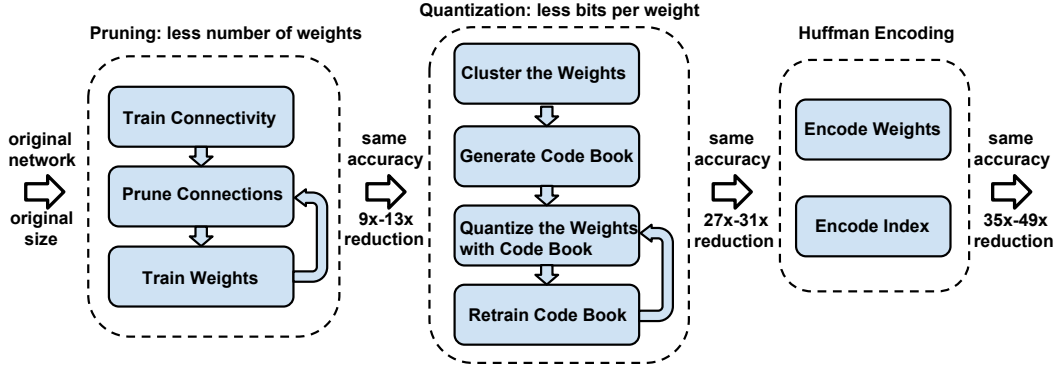 original
network
original
size
Pruning: less number of weights
Train Connectivity
Prune Connections
Train Weights
same
accuracy
9x-13x
reduction
Quantization: less bits per weight
Cluster the Weights
Generate Code Book
Quantize the Weights
with Code Book
Retrain Code Book
same
accuracy
27x-31x
reduction
Huffman Encoding
Encode Weights
Encode Index
same
accuracy
35x-49x
reduction